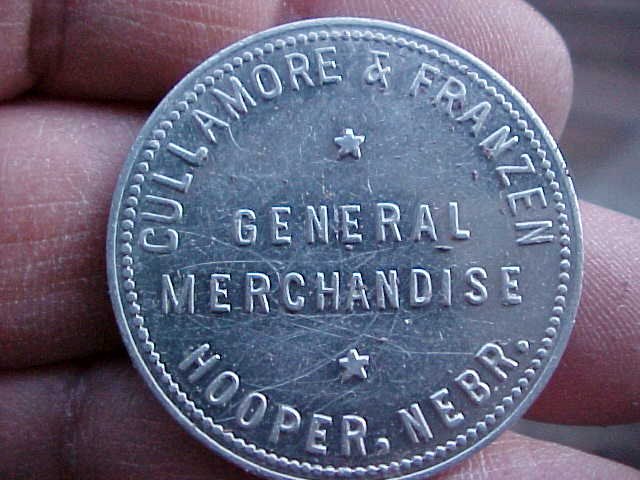 CULLAMORE & FRANZEN
GENERAL
MERCHANDISE
HOOPER, NEBR.